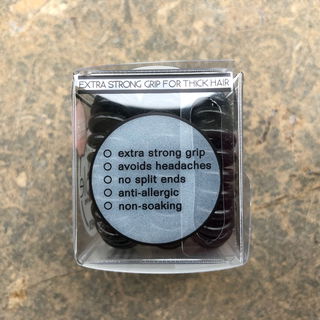 EXTRA STRONG GRIP FOR THICK HAIR
extra strong grip
avoids headaches
no split ends
anti-allergic
non-soaking